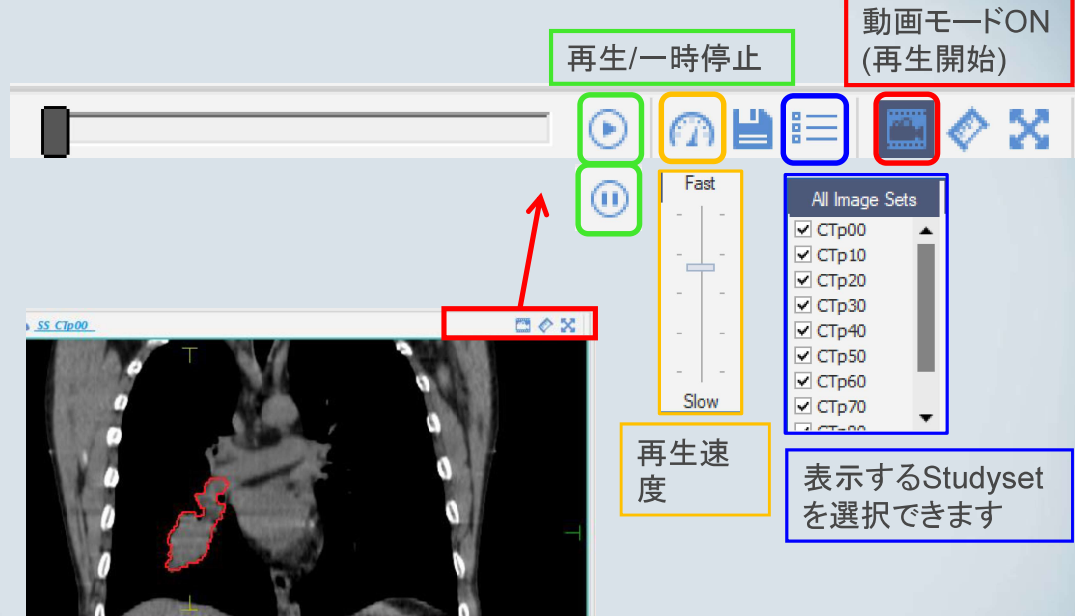 動画モードON
(再生開始)
再生/一時停止
Fast
Slow
All Image Sets
CTp00
CTp10
CTp20
CTp30
CTp40
CTp50
CTp60
CTp70
SS_CTp00
再生速
度
表示するStudyset
を選択できます